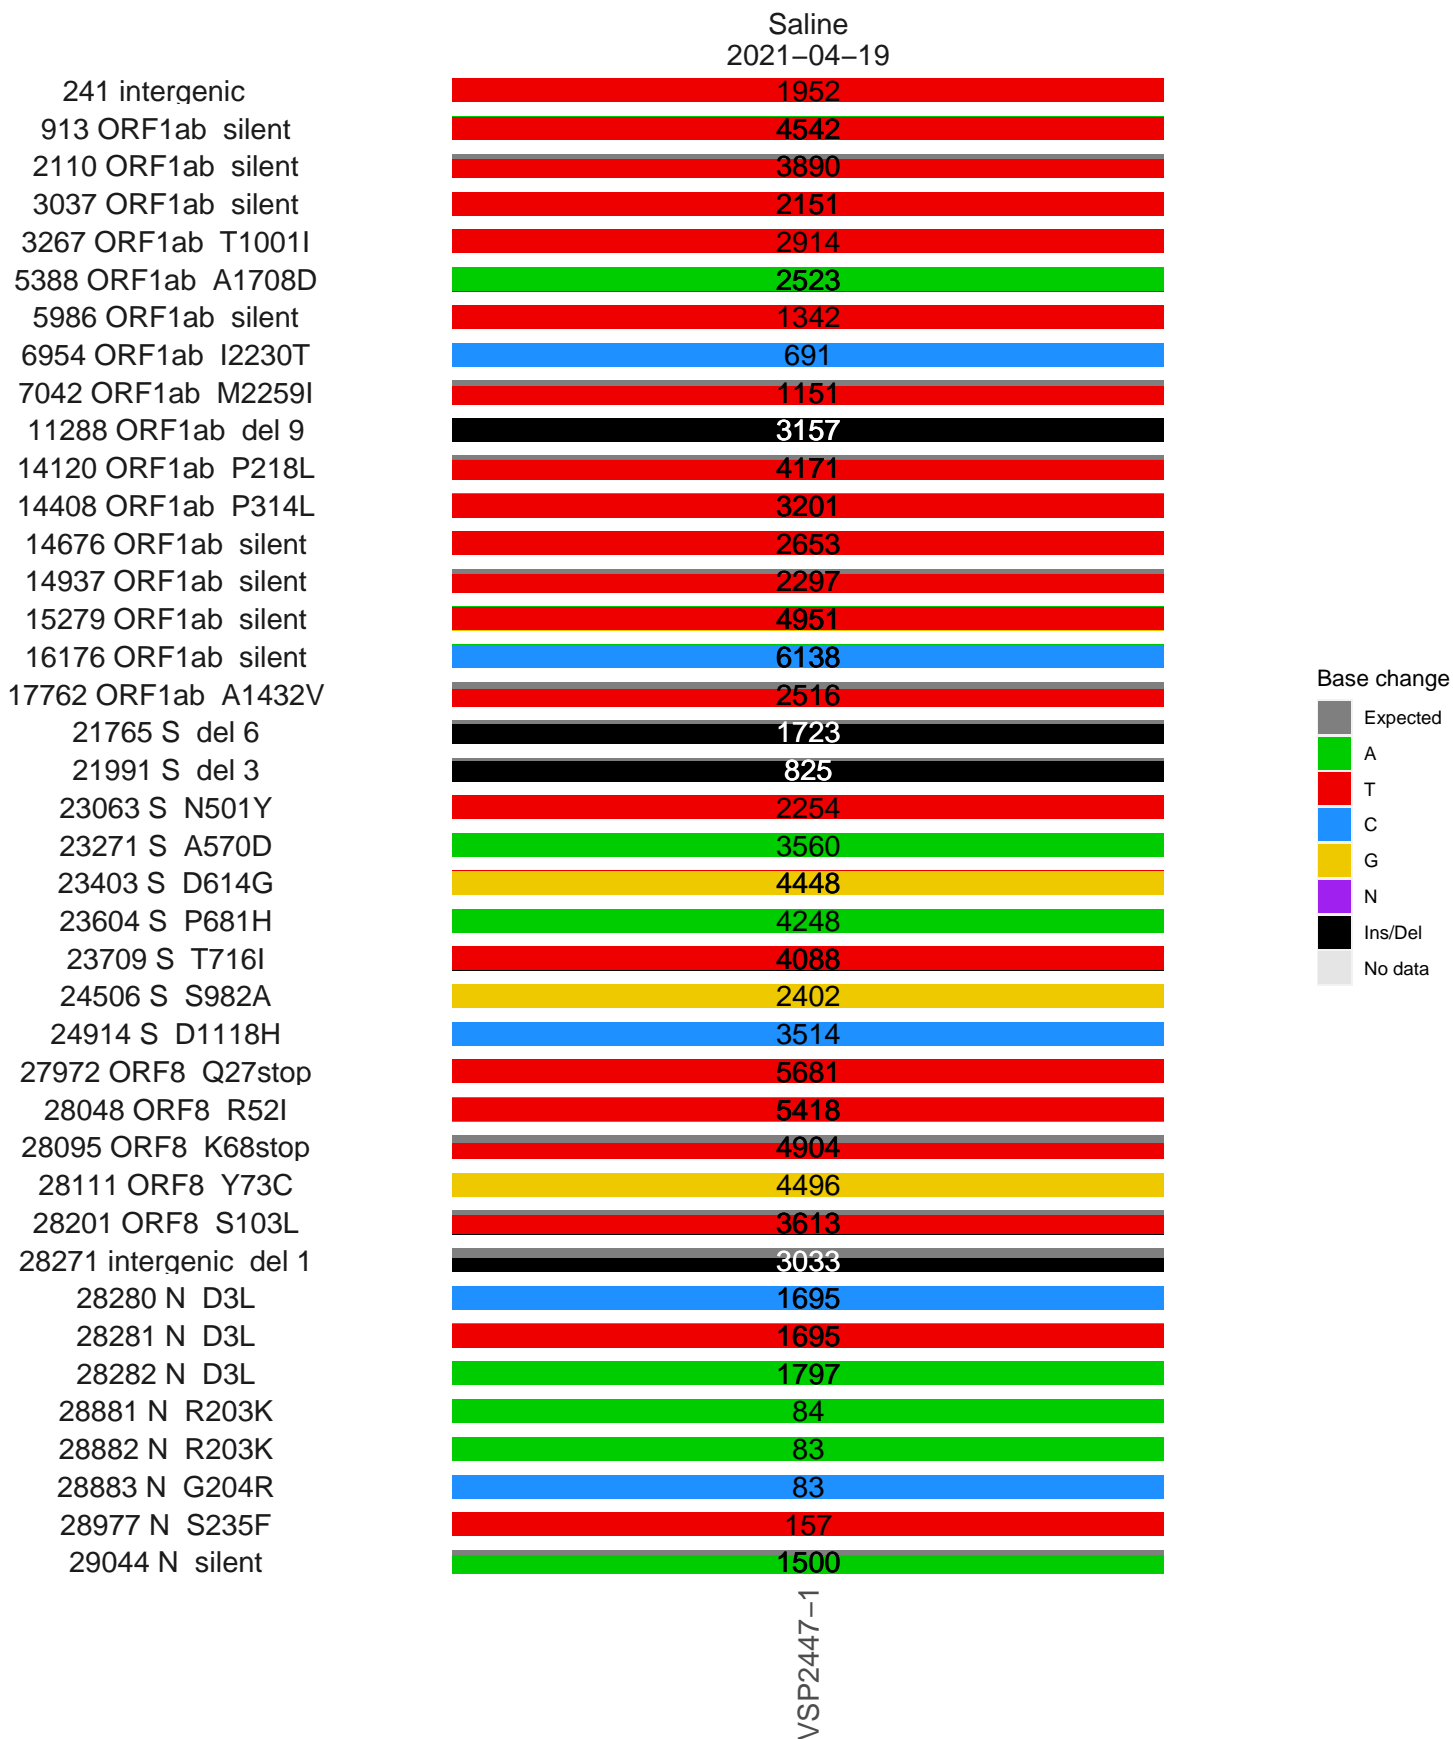 Saline
2021−04−19
241 intergenic 1952
913 ORF1ab silent 4542
2110 ORF1ab silent 3890
3037 ORF1ab silent 2151
3267 ORF1ab T1001I 2914
5388 ORF1ab A1708D 2523
5986 ORF1ab silent 1342
6954 ORF1ab I2230T 691
7042 ORF1ab M2259I 1151
11288 ORF1ab del 9 3157
14120 ORF1ab P218L 4171
14408 ORF1ab P314L 3201
14676 ORF1ab silent 2653
14937 ORF1ab silent 2297
15279 ORF1ab silent 4951
16176 ORF1ab silent 6138
17762 ORF1ab A1432V 2516
21765 S del 6 1723
21991 S del 3 825
23063 S N501Y 2254
23271 S A570D 3560
23403 S D614G 4448
23604 S P681H 4248
23709 S T716I 4088
24506 S S982A 2402
24914 S D1118H 3514
27972 ORF8 Q27stop 5681
28048 ORF8 R52I 5418
28095 ORF8 K68stop 4904
28111 ORF8 Y73C 4496
28201 ORF8 S103L 3613
28271 intergenic del 1 3033
28280 N D3L 1695
28281 N D3L 1695
28282 N D3L 1797
28881 N R203K 84
28882 N R203K 83
28883 N G204R 83
28977 N S235F 157
29044 N silent 1500
VSP2447−1
Base change
Expected
A
T
C
G
N
Ins/Del
No data